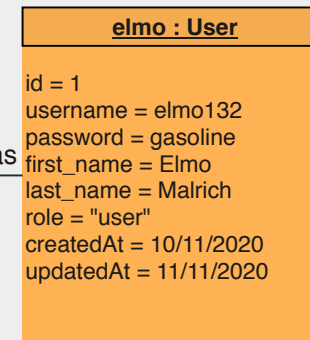 elmo : User
id = 1
username = elmo132
password = gasoline
as
first_name = Elmo
last_name = Malrich
role = "user"
createdAt = 10/11/2020
updatedAt = 11/11/2020